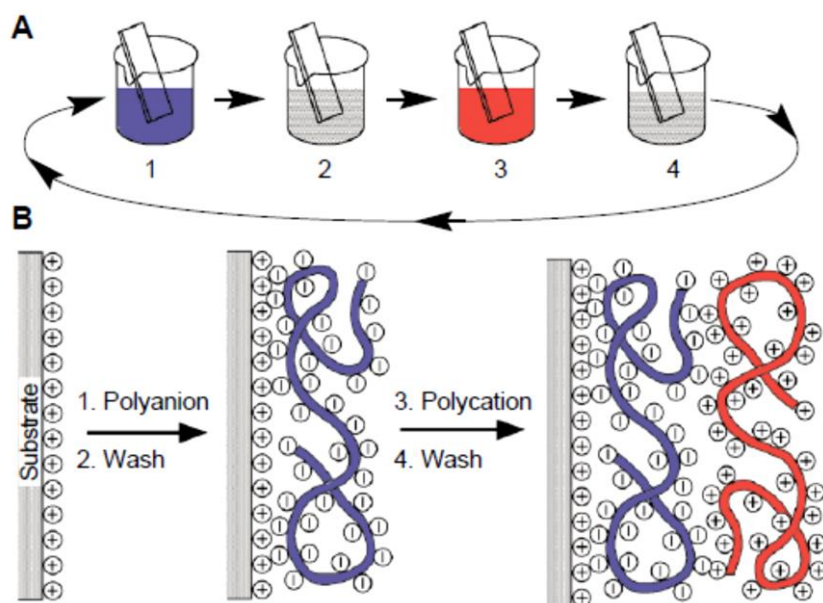 A
1 2 3 4
B
Substrate
1. Polyanion
2. Wash
3. Polycation
4. Wash